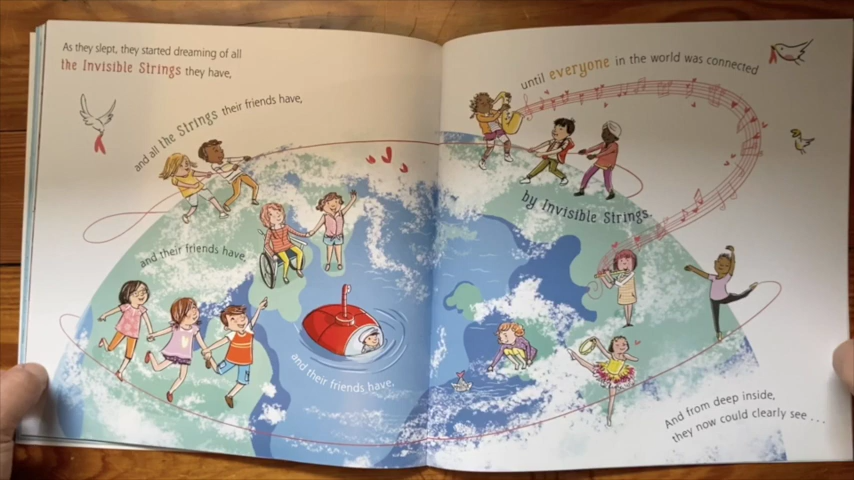 As they slept, they started dreaming of all
the Invisible Strings they have,
and all the Strings their friends have,
and their friends have,
and their friends have,
until everyone in the world was connected
by Invisible Strings.
And from deep inside,
they now could clearly see . . .